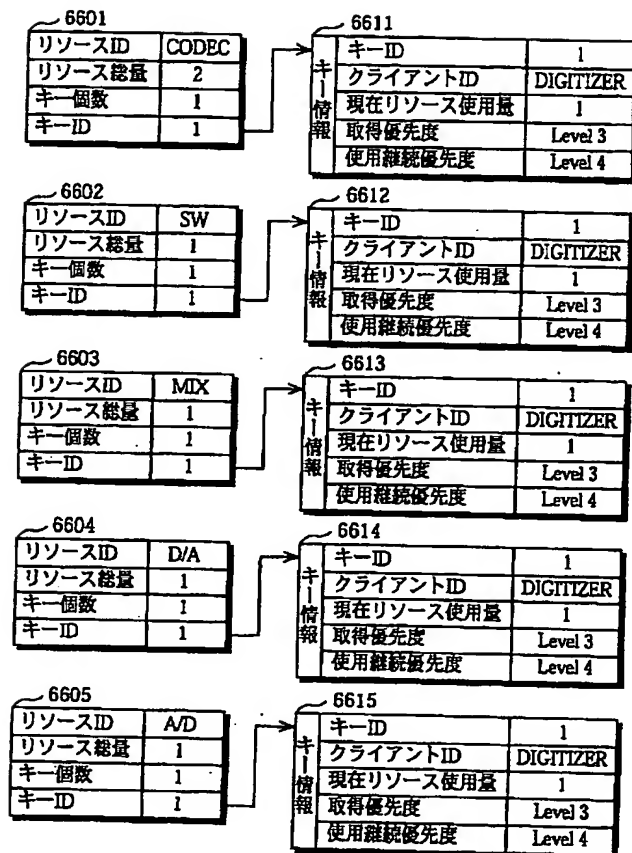 6601
リソースID CODEC
リソース総量 2
キー個数 1
キーID 1
6611
キー情報
キーID 1
クライアントID DIGITIZER
現在リソース使用量 1
取得優先度 Level 3
使用継続優先度 Level 4
6602
リソースID SW
リソース総量 1
キー個数 1
キーID 1
6612
キー情報
キーID 1
クライアントID DIGITIZER
現在リソース使用量 1
取得優先度 Level 3
使用継続優先度 Level 4
6603
リソースID MIX
リソース総量 1
キー個数 1
キーID 1
6613
キー情報
キーID 1
クライアントID DIGITIZER
現在リソース使用量 1
取得優先度 Level 3
使用継続優先度 Level 4
6604
リソースID D/A
リソース総量 1
キー個数 1
キーID 1
6614
キー情報
キーID 1
クライアントID DIGITIZER
現在リソース使用量 1
取得優先度 Level 3
使用継続優先度 Level 4
6605
リソースID A/D
リソース総量 1
キー個数 1
キーID 1
6615
キー情報
キーID 1
クライアントID DIGITIZER
現在リソース使用量 1
取得優先度 Level 3
使用継続優先度 Level 4